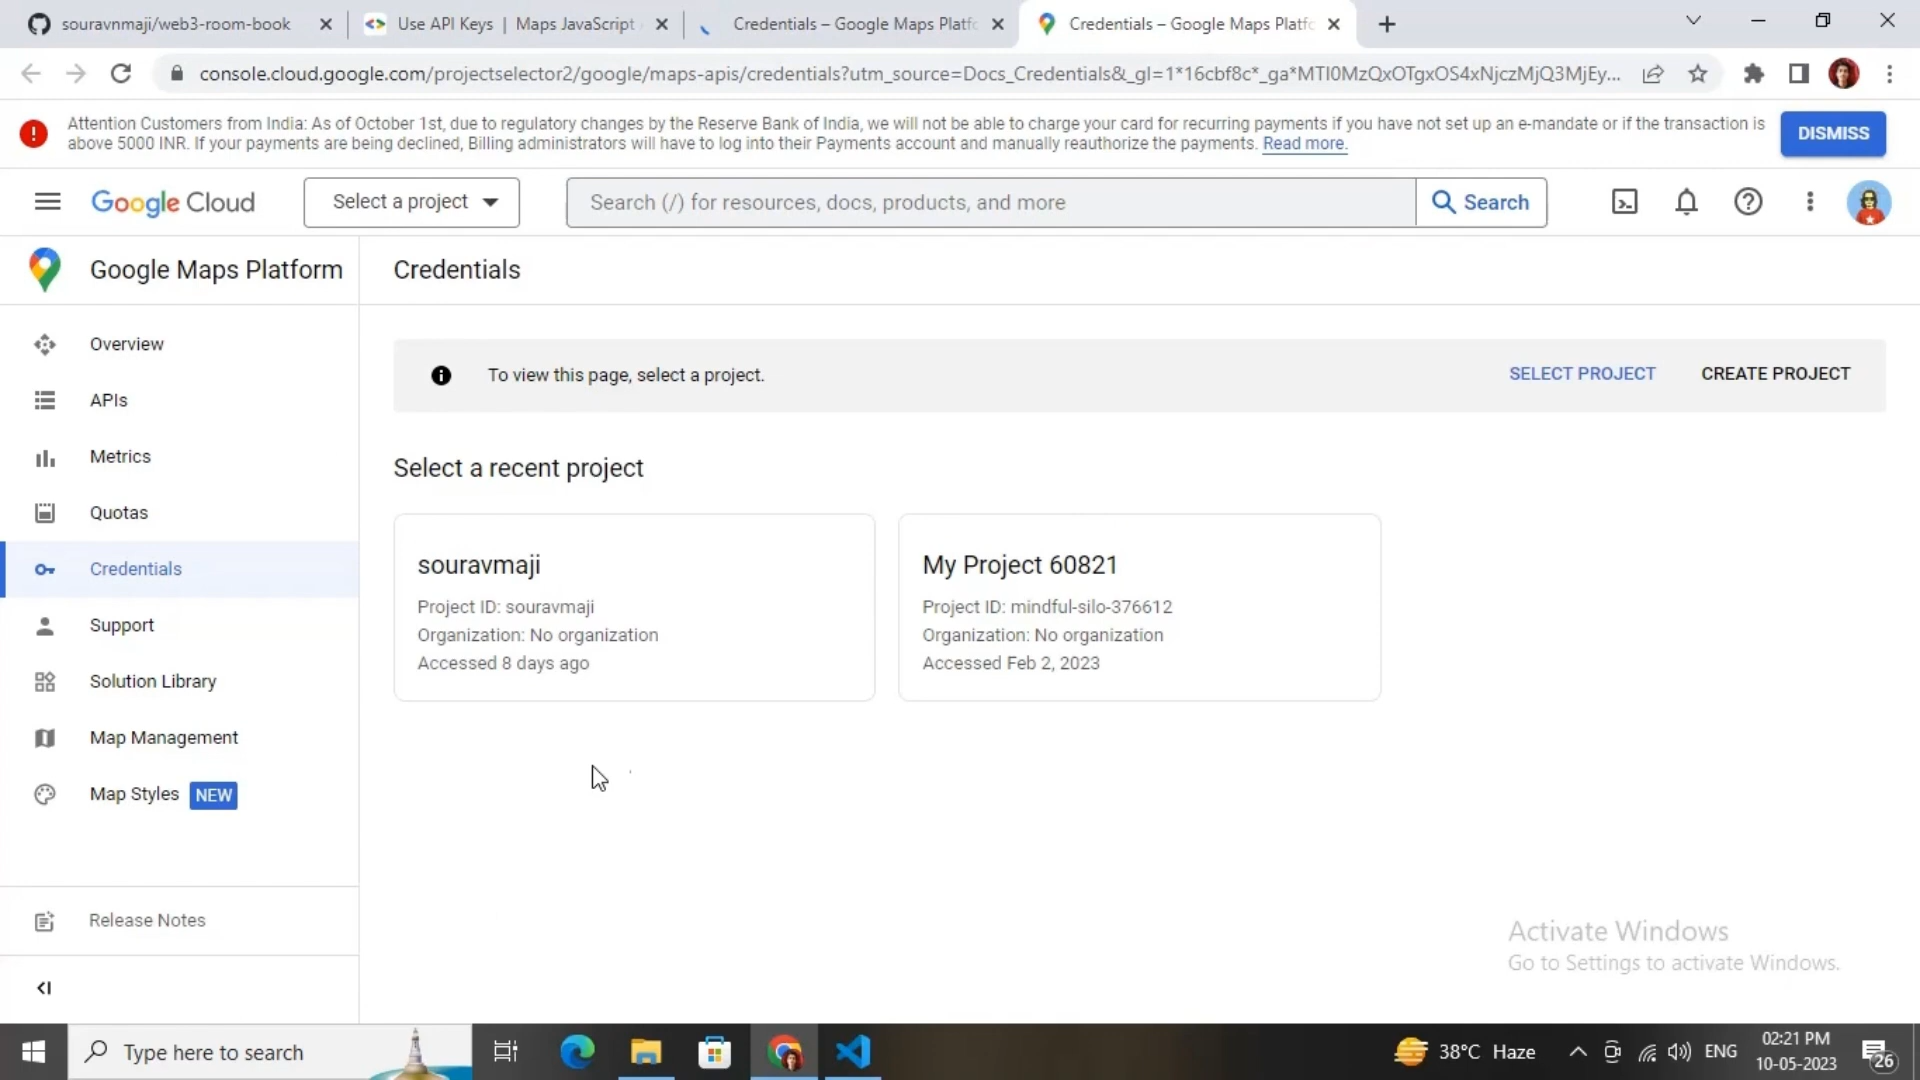 souravnmaji/web3-room-book
Use API Keys | Maps JavaScript
Credentials – Google Maps Platfo
Credentials – Google Maps Platfo
console.cloud.google.com/projectselector2/google/maps-apis/credentials?utm_source=Docs_Credentials&_gl=1*16cbf8c*_ga*MTI0MzQxOTgxOS4xNjczMjQ3MjEy...
Attention Customers from India: As of October 1st, due to regulatory changes by the Reserve Bank of India, we will not be able to charge your card for recurring payments if you have not set up an e-mandate or if the transaction is
above 5000 INR. If your payments are being declined, Billing administrators will have to log into their Payments account and manually reauthorize the payments. Read more.
DISMISS
Google Cloud
Select a project
Search (/) for resources, docs, products, and more
Search
Google Maps Platform
Credentials
Overview
APIs
Metrics
Quotas
Credentials
Support
Solution Library
Map Management
Map Styles NEW
Release Notes
To view this page, select a project.
SELECT PROJECT
CREATE PROJECT
Select a recent project
souravmaji
Project ID: souravmaji
Organization: No organization
Accessed 8 days ago
My Project 60821
Project ID: mindful-silo-376612
Organization: No organization
Accessed Feb 2, 2023
Activate Windows
Go to Settings to activate Windows.
Type here to search
38°C Haze
ENG
02:21 PM
10-05-2023
26